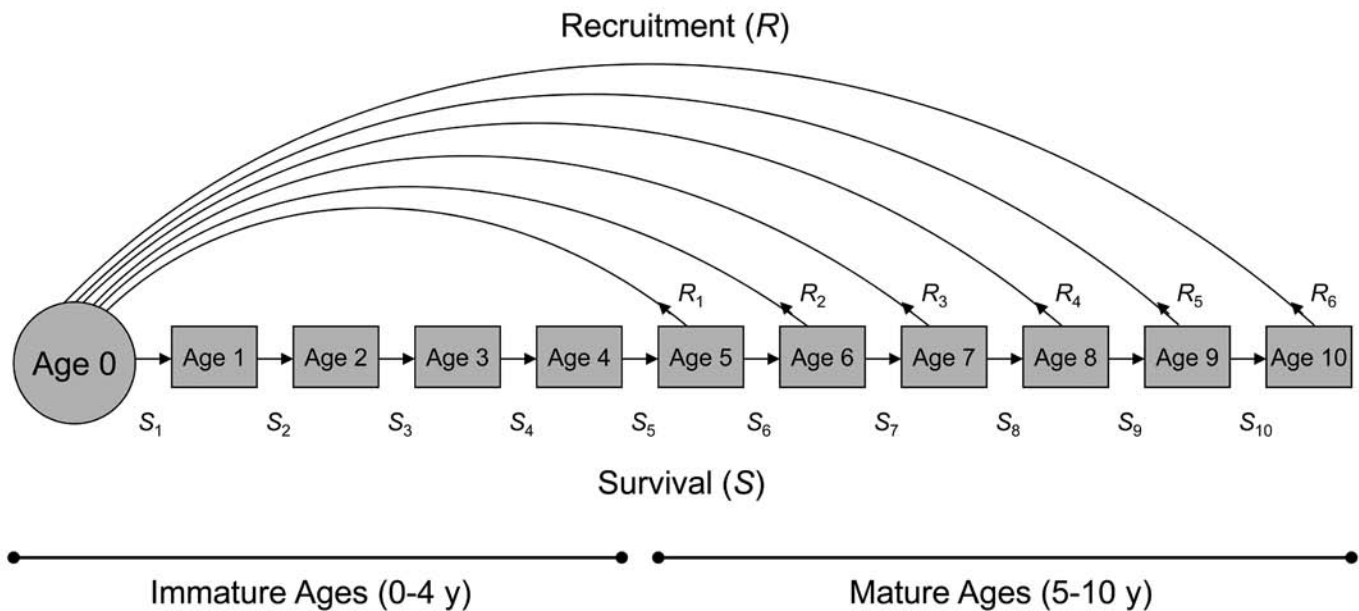 Recruitment (R)
R₁ R₂ R₃ R₄ R₅ R₆
Age 0 Age 1 Age 2 Age 3 Age 4 Age 5 Age 6 Age 7 Age 8 Age 9 Age 10
S₁ S₂ S₃ S₄ S₅ S₆ S₇ S₈ S₉ S₁₀
Survival (S)
Immature Ages (0-4 y) Mature Ages (5-10 y)